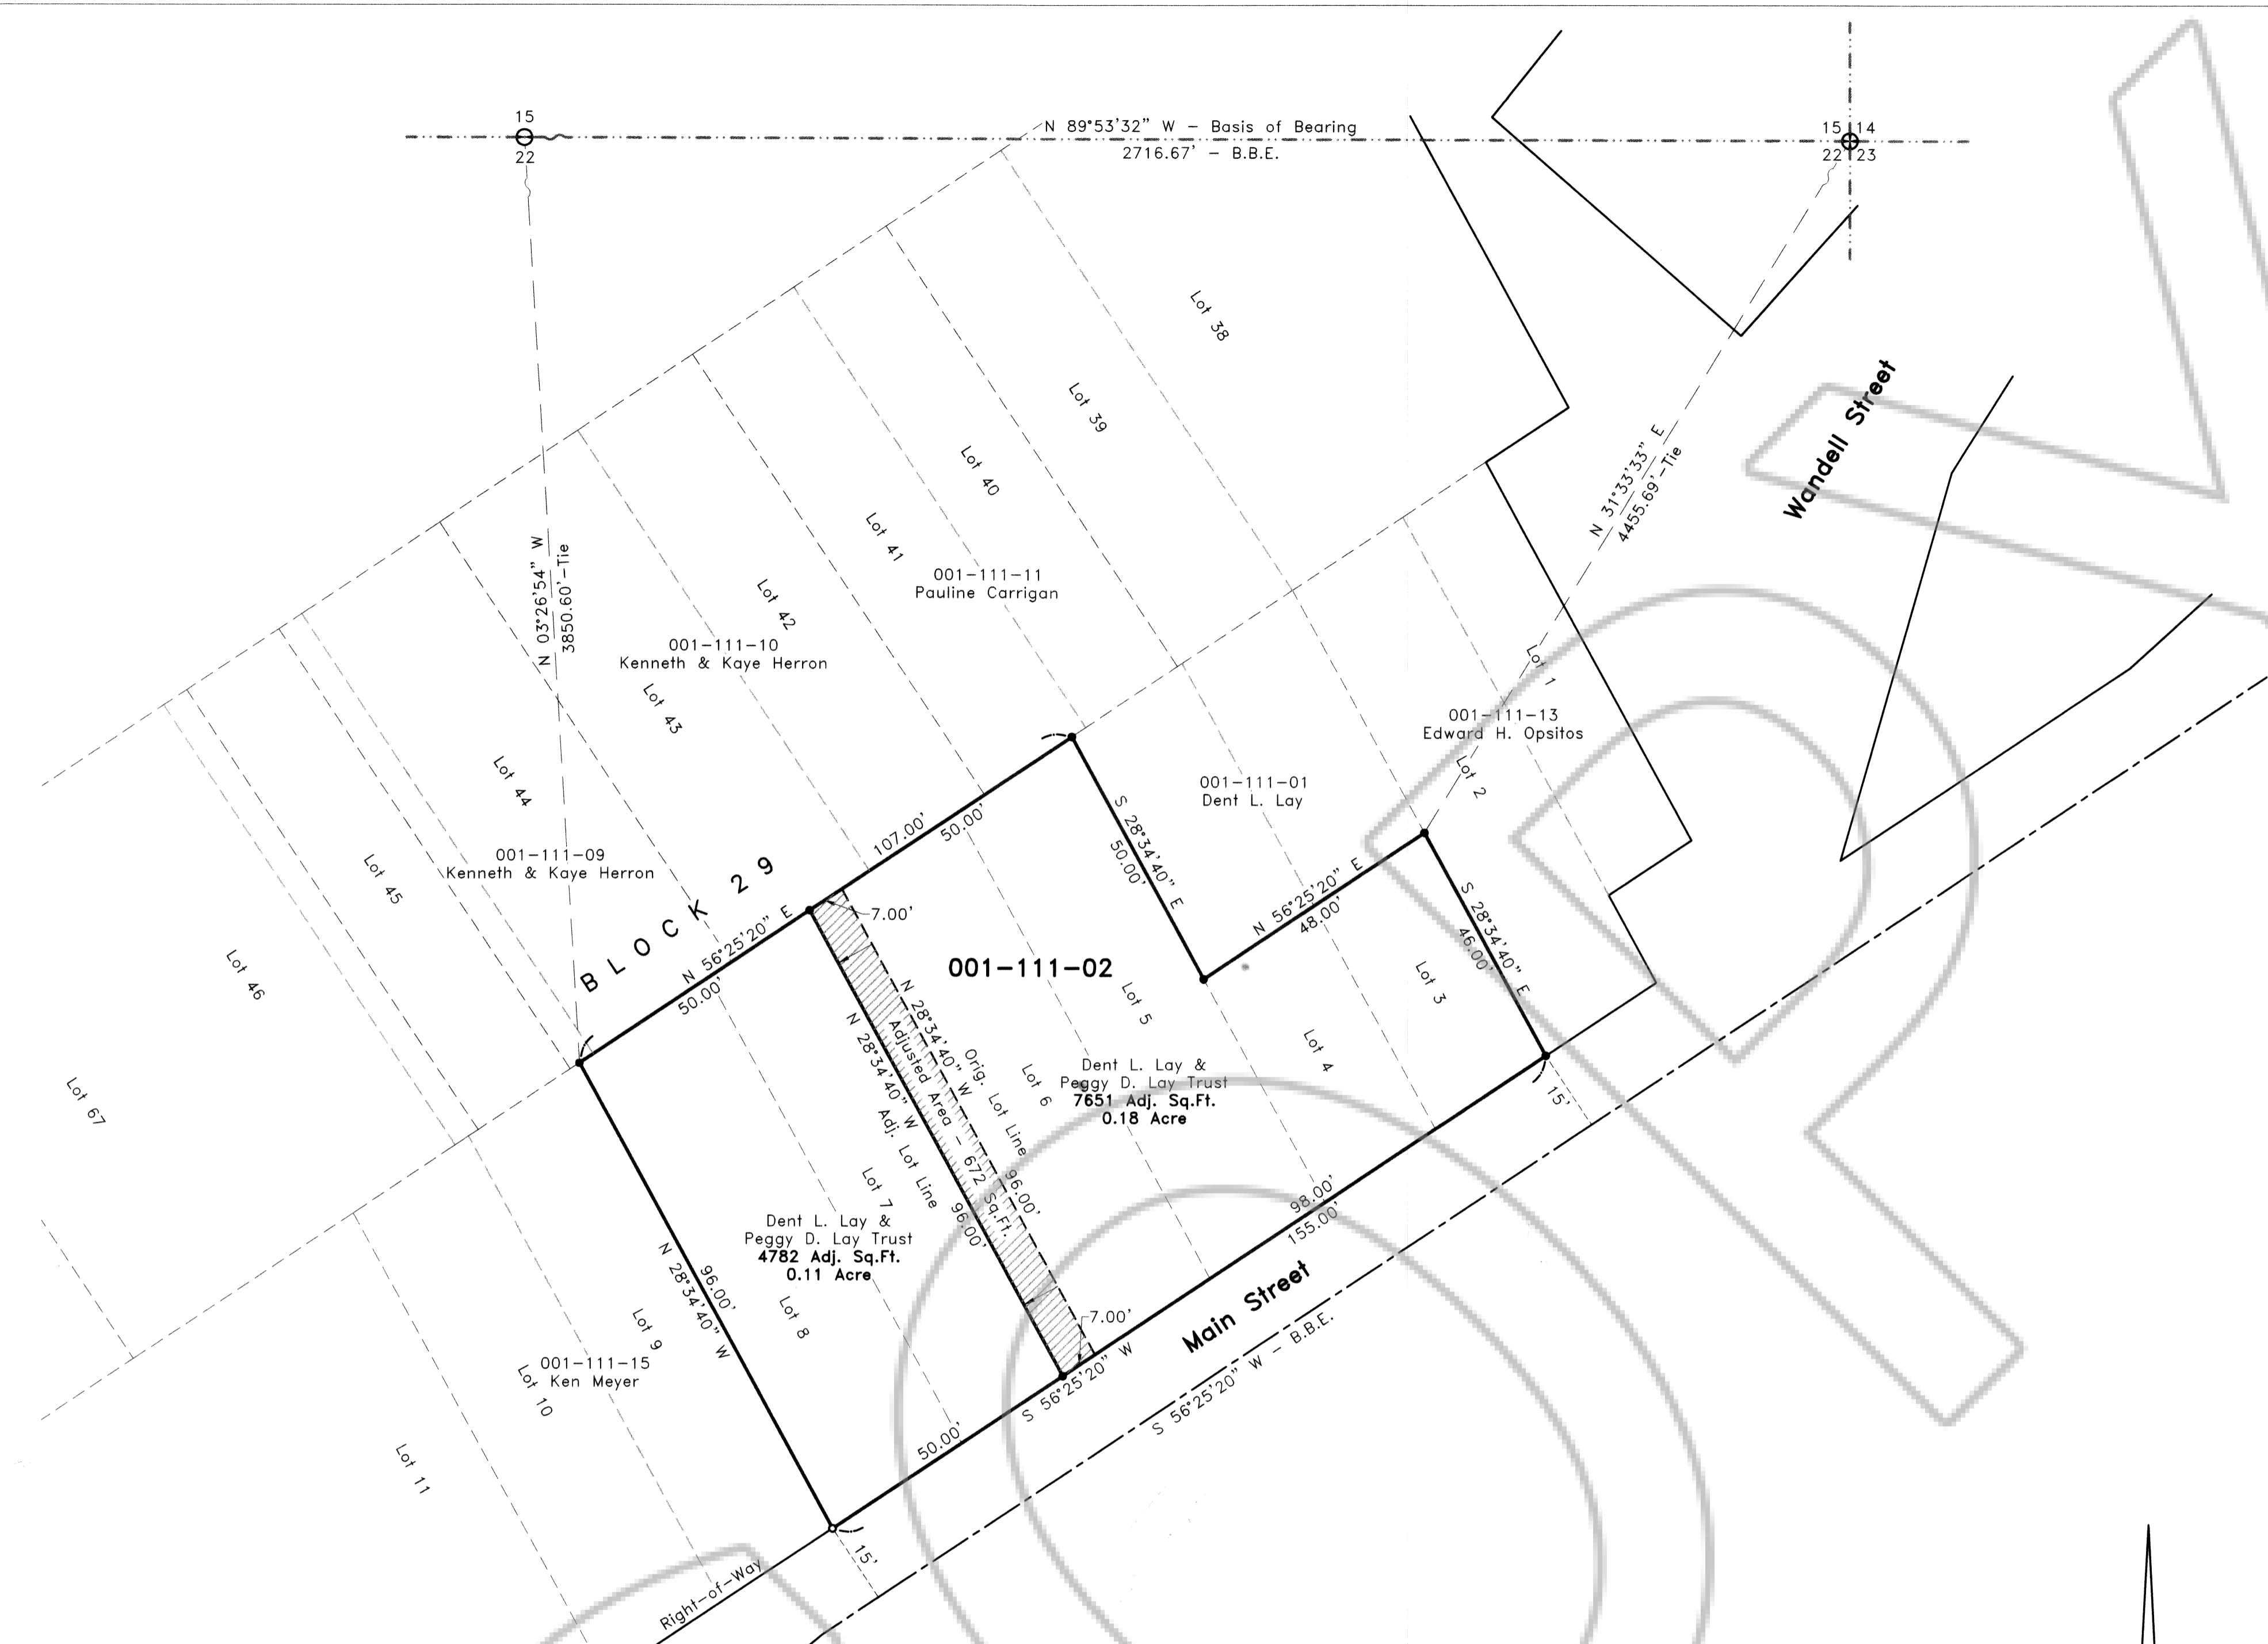 15
22
N 89°53'32" W - Basis of Bearing
2716.67' - B.B.E.
15 14
22 23
Lot 38
Lot 39
Lot 40
Lot 41
Lot 42
Lot 43
Lot 44
Lot 45
Lot 46
Lot 67
Wandell Street
N 31°33'33" E
4455.69'-Tie
N 03°26'54" W
3850.60'-Tie
001-111-11
Pauline Carrigan
001-111-10
Kenneth & Kaye Herron
001-111-09
Kenneth & Kaye Herron
BLOCK 29
Lot 1
001-111-13
Edward H. Opsitos
Lot 2
001-111-01
Dent L. Lay
107.00'
50.00'
S 28°34'40" E
50.00'
N 56°25'20" E
48.00'
S 28°34'40" E
46.00'
N 56°25'20" E
50.00'
7.00'
001-111-02
Lot 3
Lot 4
Lot 5
Lot 6
Dent L. Lay &
Peggy D. Lay Trust
7651 Adj. Sq.Ft.
0.18 Acre
Orig. Lot Line 96.00'
N 28°34'40" W
Adjusted Area - 672 Sq.Ft.
N 28°34'40" W
Adj. Lot Line 96.00'
Lot 7
Dent L. Lay &
Peggy D. Lay Trust
4782 Adj. Sq.Ft.
0.11 Acre
Lot 8
96.00'
N 28°34'40" W
Lot 9
001-111-15
Ken Meyer
Lot 10
Lot 11
15'
98.00'
155.00'
7.00'
Main Street
S 56°25'20" W
S 56°25'20" W - B.B.E.
50.00'
15'
Right-of-Way